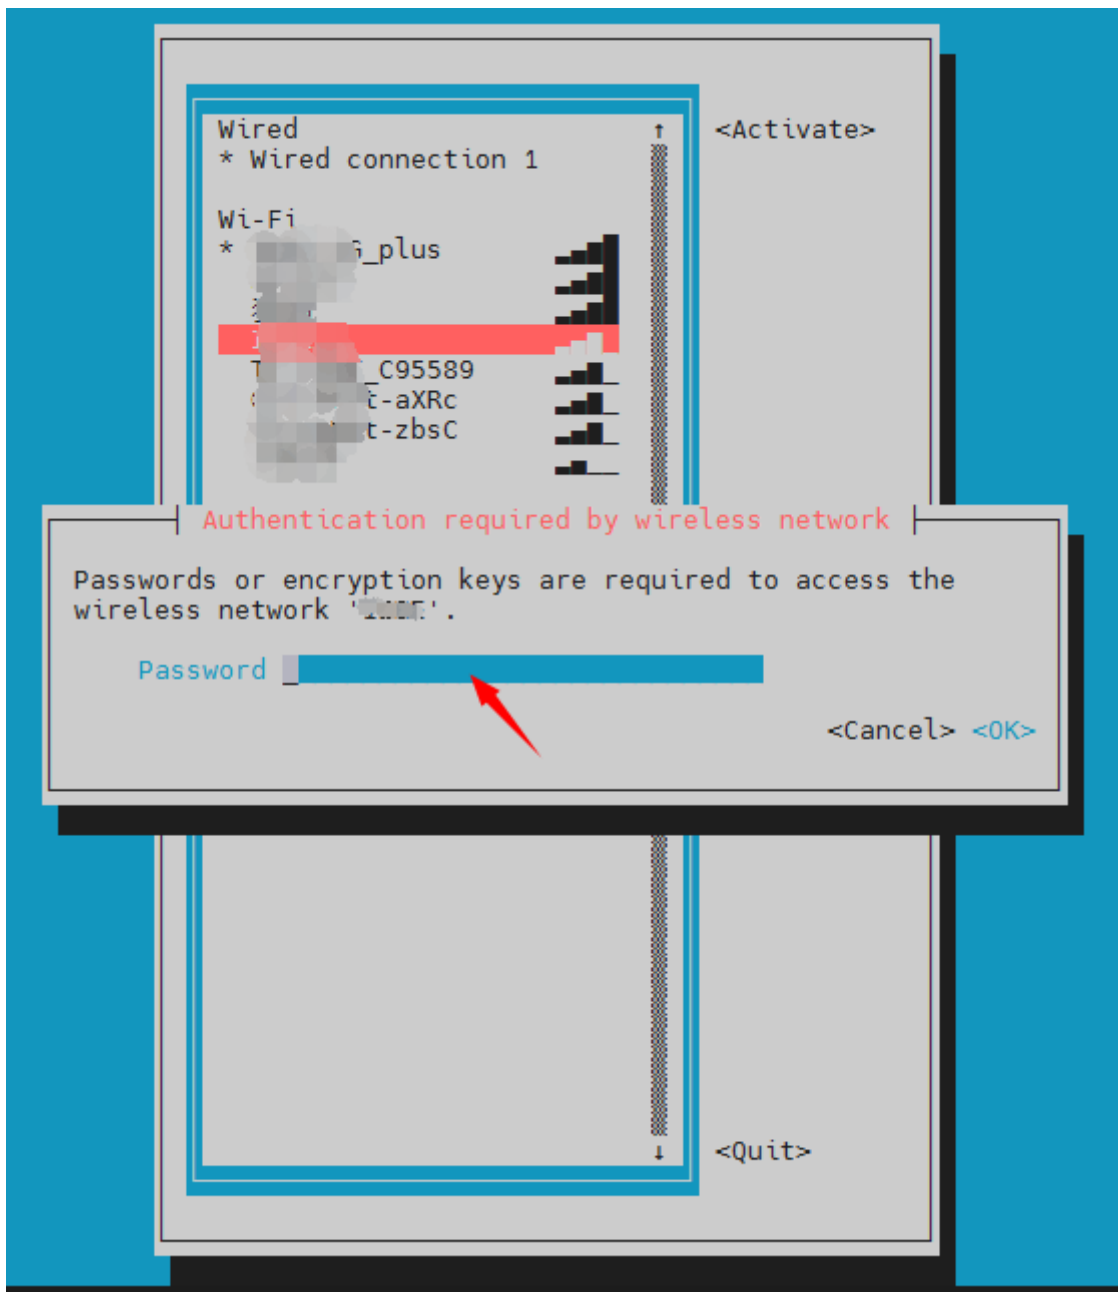 Wired
<Activate>
* Wired connection 1
Wi-Fi
* G_plus
_C95589
t-aXRc
t-zbsC
Authentication required by wireless network
Passwords or encryption keys are required to access the
wireless network ' '.
Password
<Cancel> <OK>
<Quit>